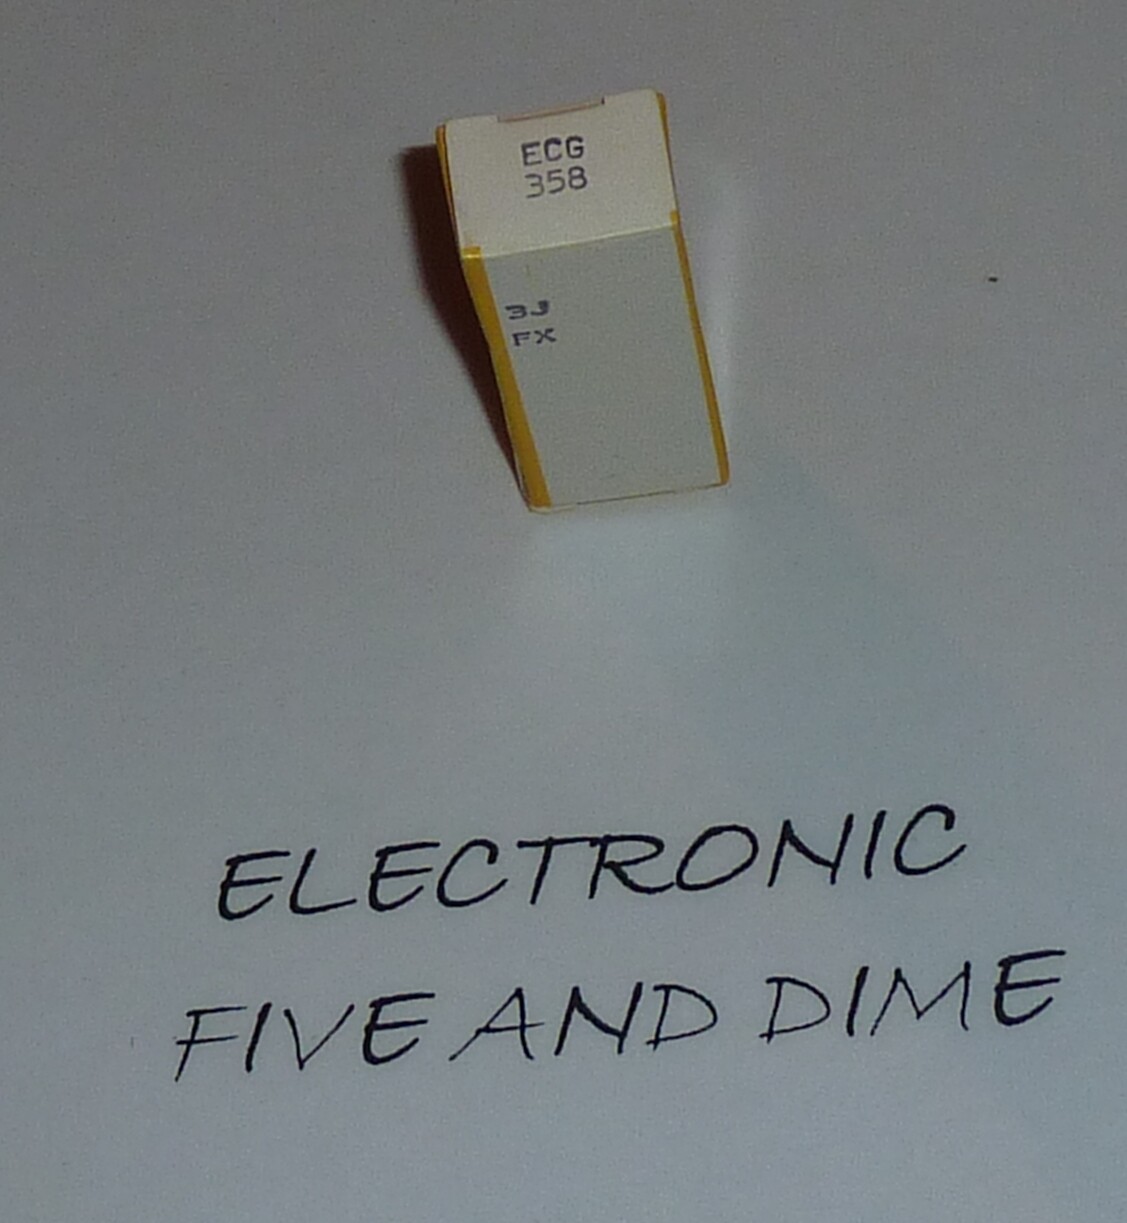 ECG
358
3J
FX
ELECTRONIC
FIVE AND DIME